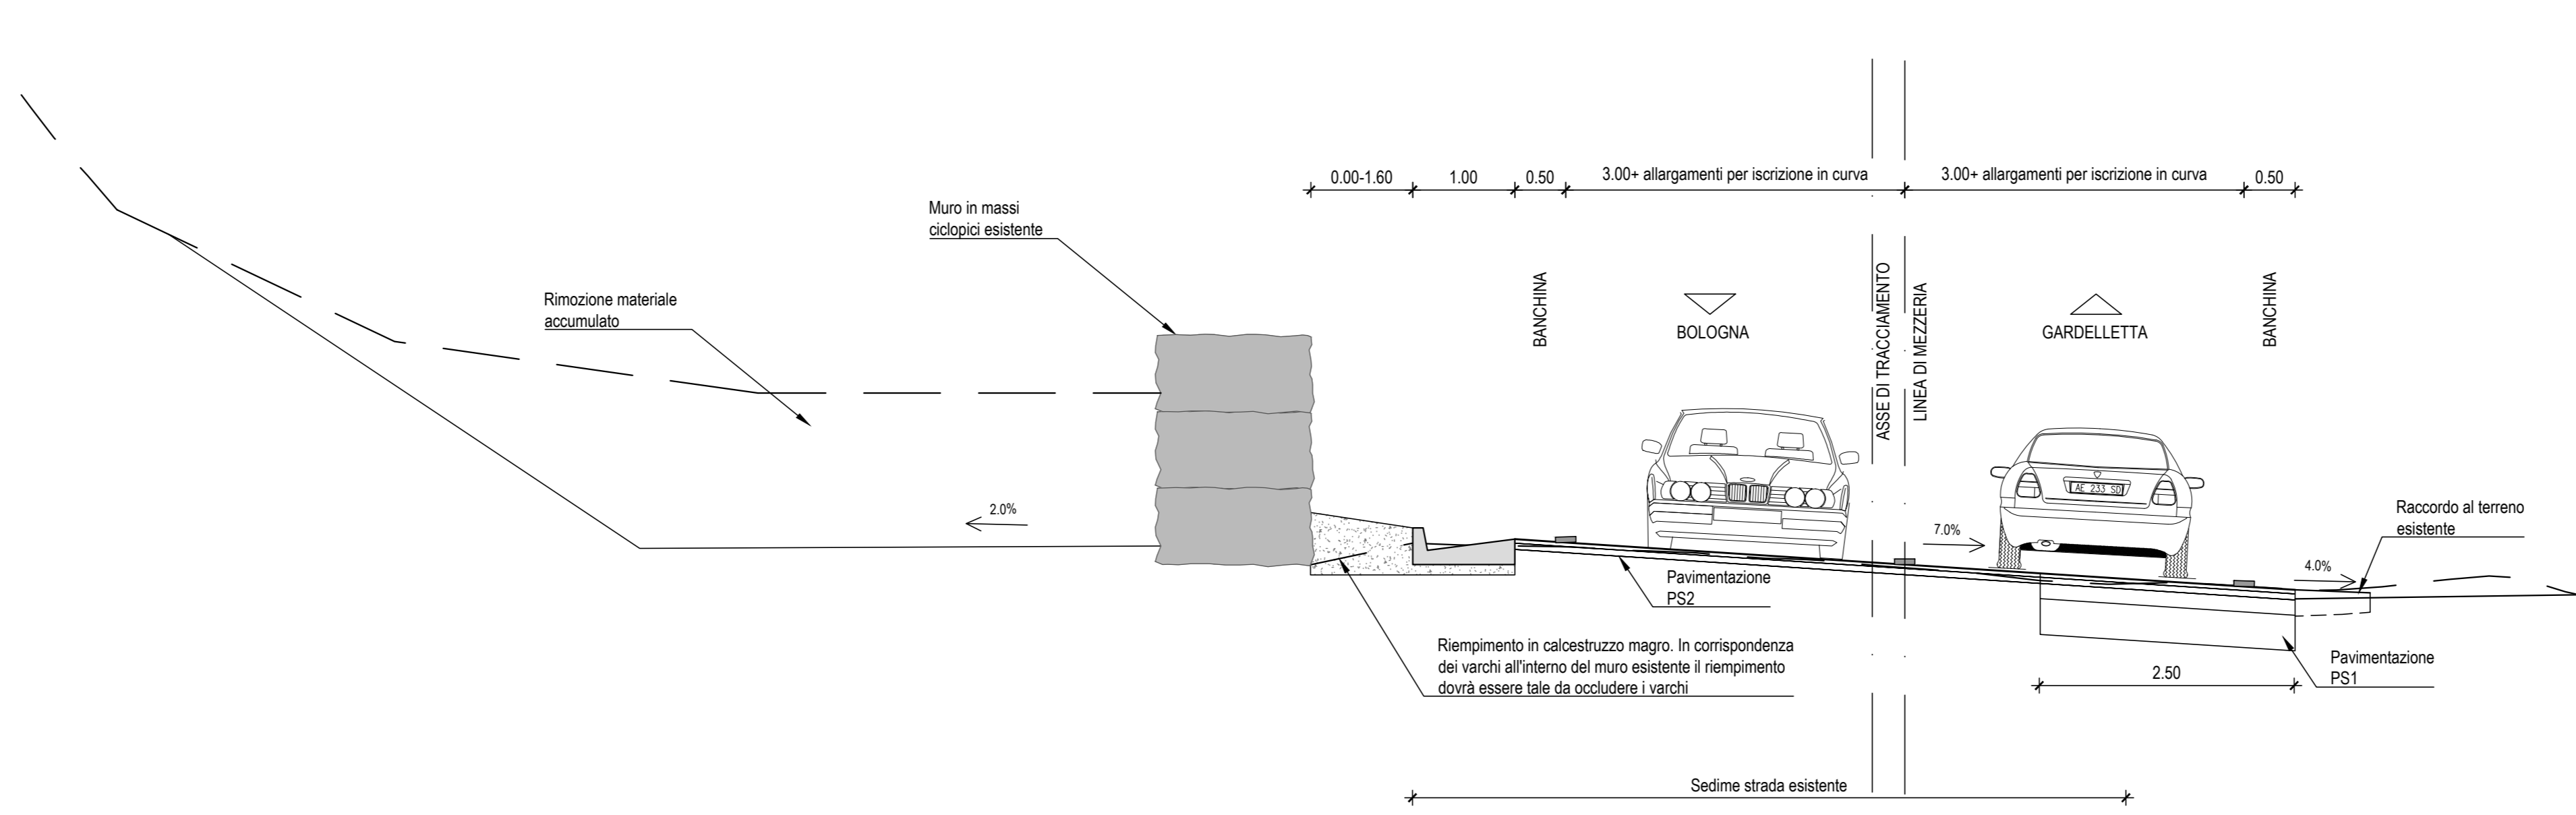 0.00-1.60
1.00
0.50
3.00+ allargamenti per iscrizione in curva
3.00+ allargamenti per iscrizione in curva
0.50
Muro in massi
ciclopici esistente
Rimozione materiale
accumulato
BANCHINA
BOLOGNA
ASSE DI TRACCIAMENTO
LINEA DI MEZZERIA
GARDELLETTA
BANCHINA
AE 233 SD
2.0%
7.0%
4.0%
Raccordo al terreno
esistente
Pavimentazione
PS2
Riempimento in calcestruzzo magro. In corrispondenza
dei varchi all'interno del muro esistente il riempimento
dovrà essere tale da occludere i varchi
Pavimentazione
PS1
2.50
Sedime strada esistente